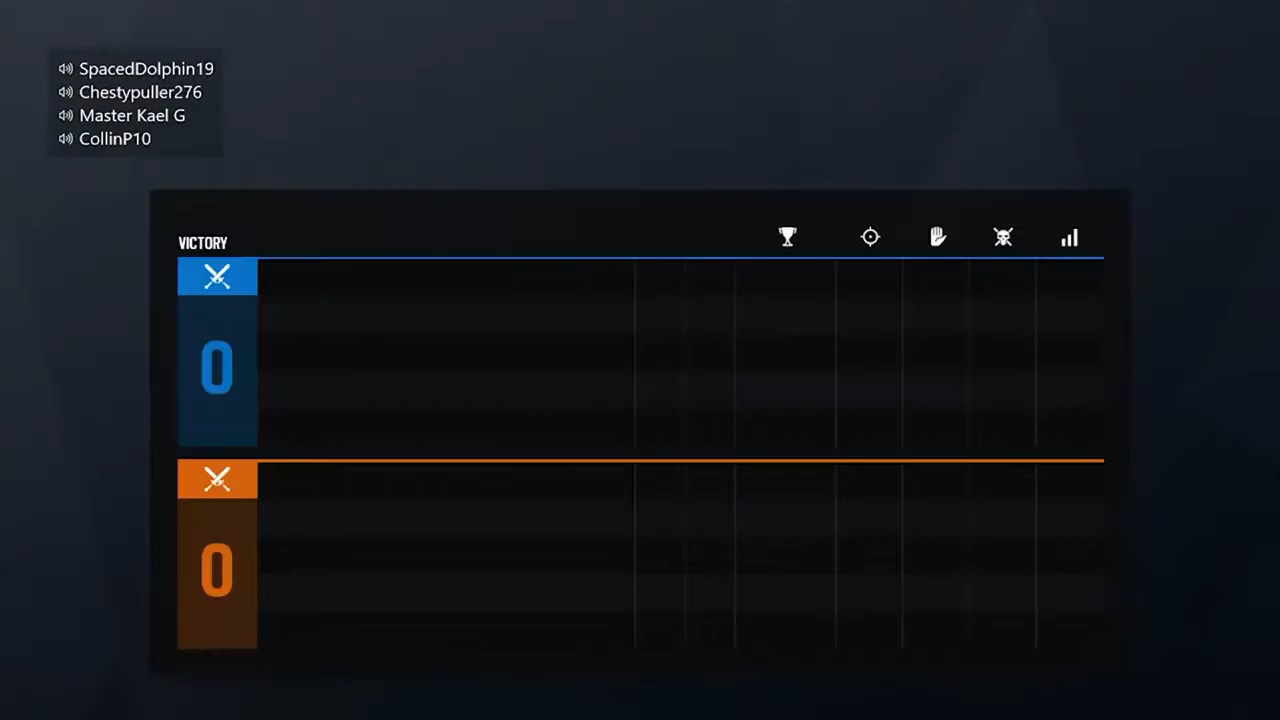 SpacedDolphin19
Chestypuller276
Master Kael G
CollinP10
VICTORY
0
0